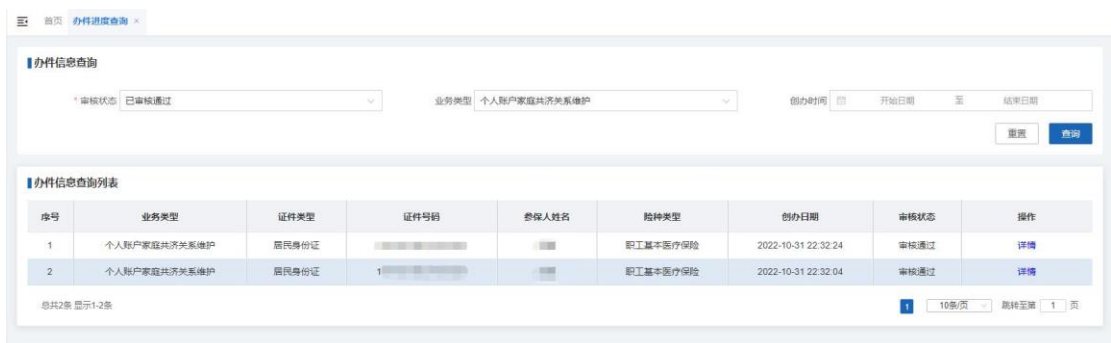 首页 办件进度查询 ×
办件信息查询
* 审核状态 已审核通过 业务类型 个人账户家庭共济关系维护 创办时间 开始日期 至 结束日期
重置 查询
办件信息查询列表
序号 业务类型 证件类型 证件号码 参保人姓名 险种类型 创办日期 审核状态 操作
1 个人账户家庭共济关系维护 居民身份证 职工基本医疗保险 2022-10-31 22:32:24 审核通过 详情
2 个人账户家庭共济关系维护 居民身份证 1 职工基本医疗保险 2022-10-31 22:32:04 审核通过 详情
总共2条 显示1-2条 1 10条/页 跳转至第 1 页